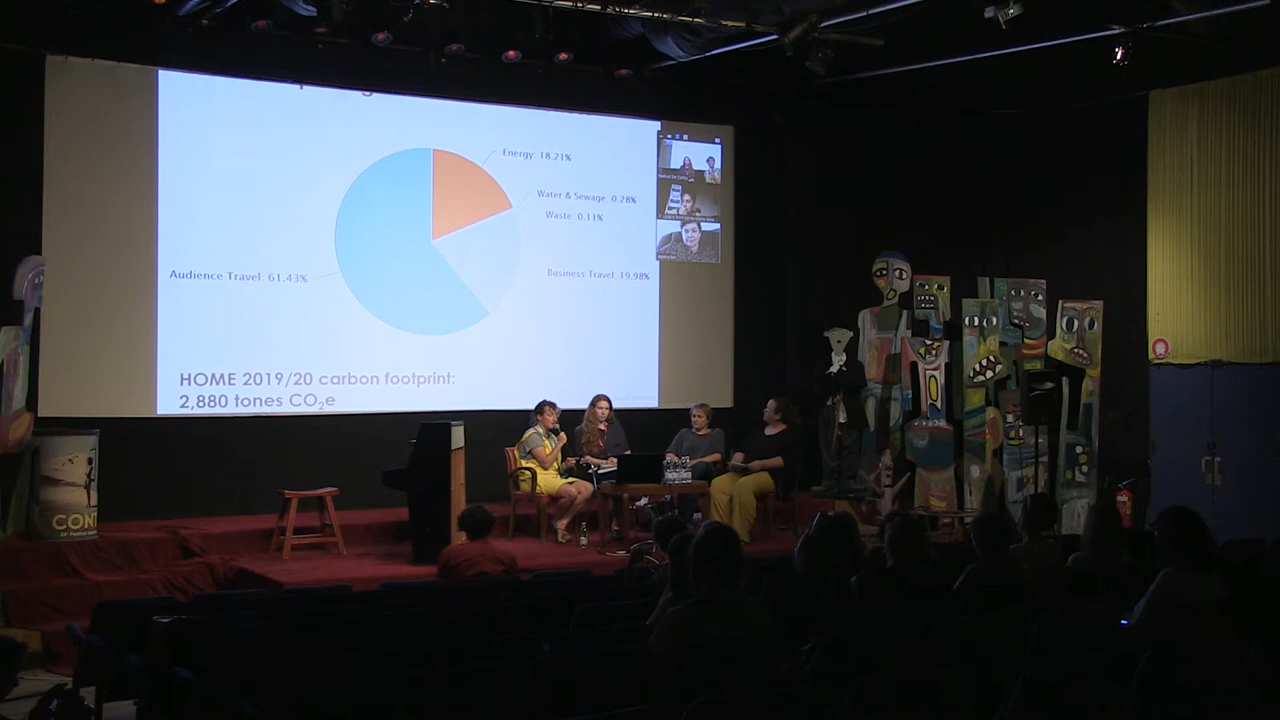 Energy: 18.21%
Water & Sewage: 0.28%
Waste: 0.11%
Audience Travel: 61.43%
Business Travel: 19.98%
HOME 2019/20 carbon footprint:
2,880 tones CO₂e
CONT